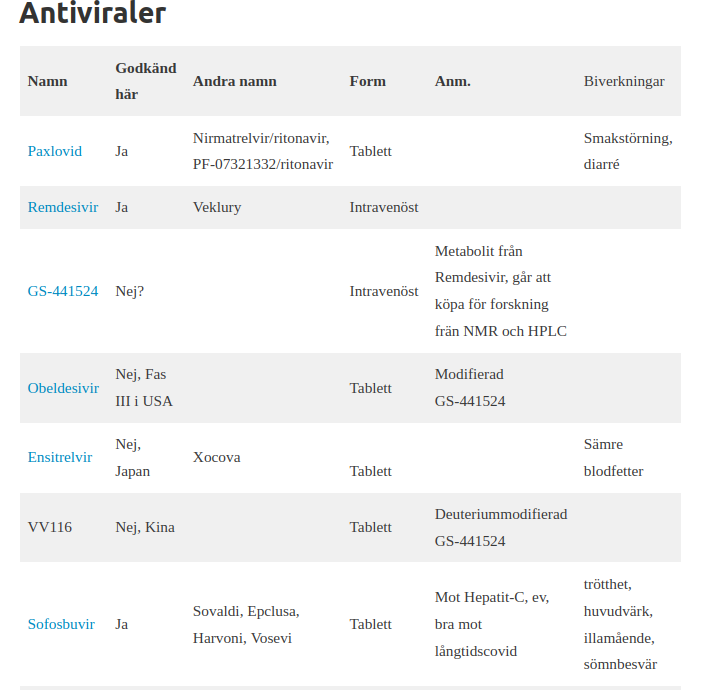 Antiviraler
Namn
Godkänd
här
Andra namn
Form
Anm.
Biverkningar
Paxlovid
Ja
Nirmatrelvir/ritonavir,
PF-07321332/ritonavir
Tablett
Smakstörning,
diarré
Remdesivir
Ja
Veklury
Intravenöst
GS-441524
Nej?
Intravenöst
Metabolit från
Remdesivir, går att
köpa för forskning
frän NMR och HPLC
Obeldesivir
Nej, Fas
III i USA
Tablett
Modifierad
GS-441524
Ensitrelvir
Nej,
Japan
Xocova
Tablett
Sämre
blodfetter
VV116
Nej, Kina
Tablett
Deuteriummodifierad
GS-441524
Sofosbuvir
Ja
Sovaldi, Epclusa,
Harvoni, Vosevi
Tablett
Mot Hepatit-C, ev,
bra mot
långtidscovid
trötthet,
huvudvärk,
illamående,
sömnbesvär